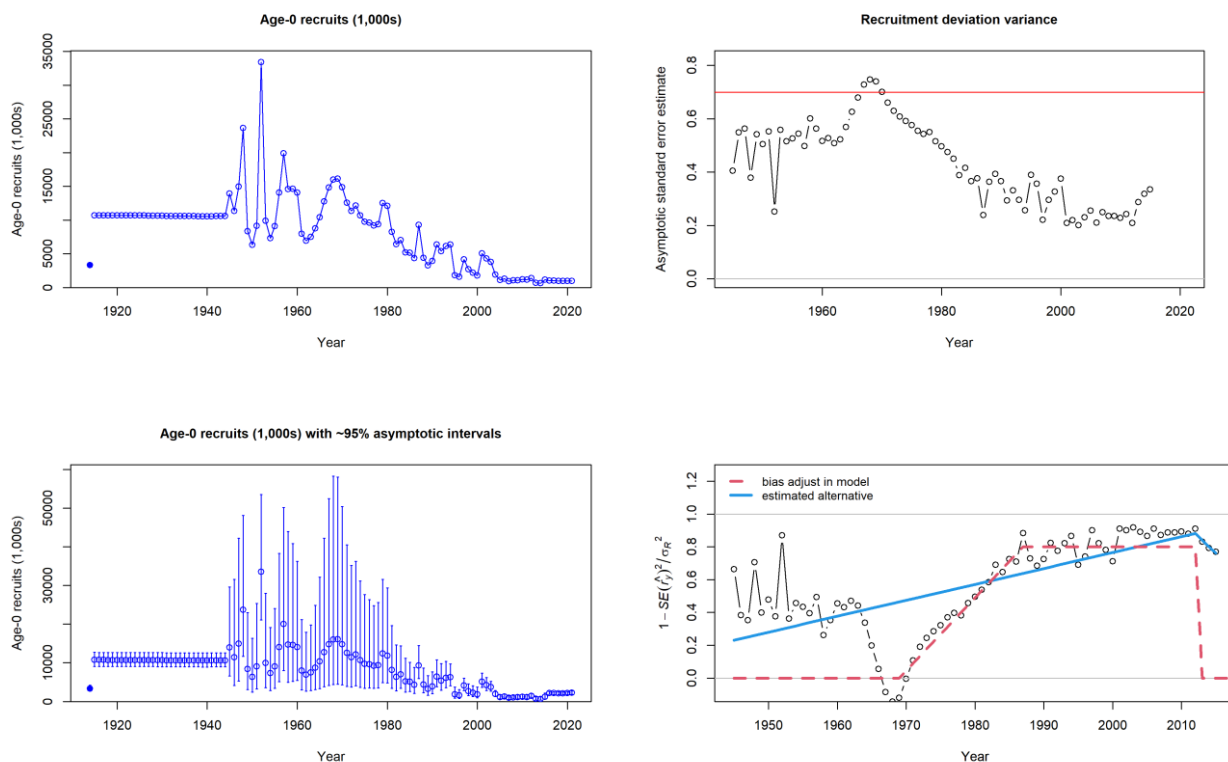 Age-0 recruits (1,000s)
Age-0 recruits (1,000s)
35000
25000
15000
5000
0
1920 1940 1960 1980 2000 2020
Year
Recruitment deviation variance
Asymptotic standard error estimate
0.8
0.6
0.4
0.2
0.0
1960 1980 2000 2020
Year
Age-0 recruits (1,000s) with ~95% asymptotic intervals
Age-0 recruits (1,000s)
50000
30000
10000
0
1920 1940 1960 1980 2000 2020
Year
bias adjust in model
estimated alternative
1 − SE(r̂y)² / σR²
1.2
1.0
0.8
0.6
0.4
0.2
0.0
1950 1960 1970 1980 1990 2000 2010
Year